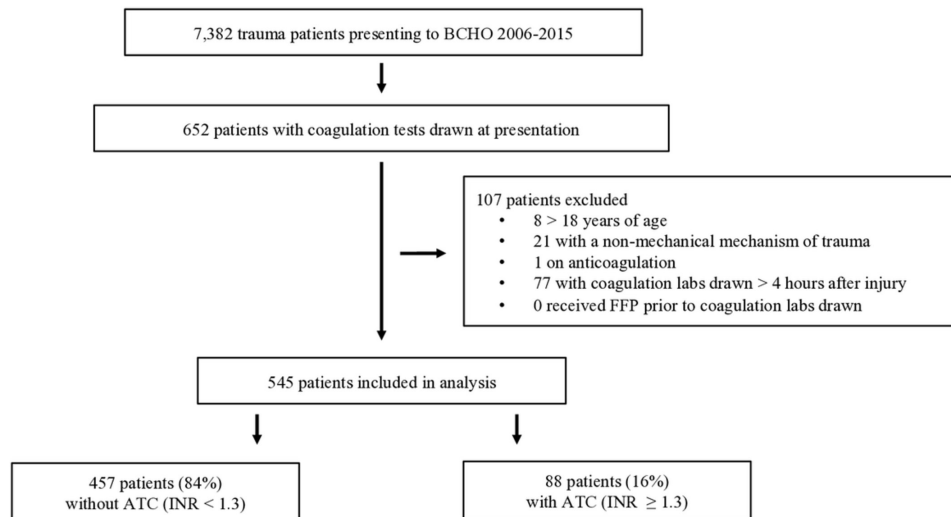 7,382 trauma patients presenting to BCHO 2006-2015
652 patients with coagulation tests drawn at presentation
107 patients excluded
• 8 > 18 years of age
• 21 with a non-mechanical mechanism of trauma
• 1 on anticoagulation
• 77 with coagulation labs drawn > 4 hours after injury
• 0 received FFP prior to coagulation labs drawn
545 patients included in analysis
457 patients (84%)
without ATC (INR < 1.3)
88 patients (16%)
with ATC (INR ≥ 1.3)